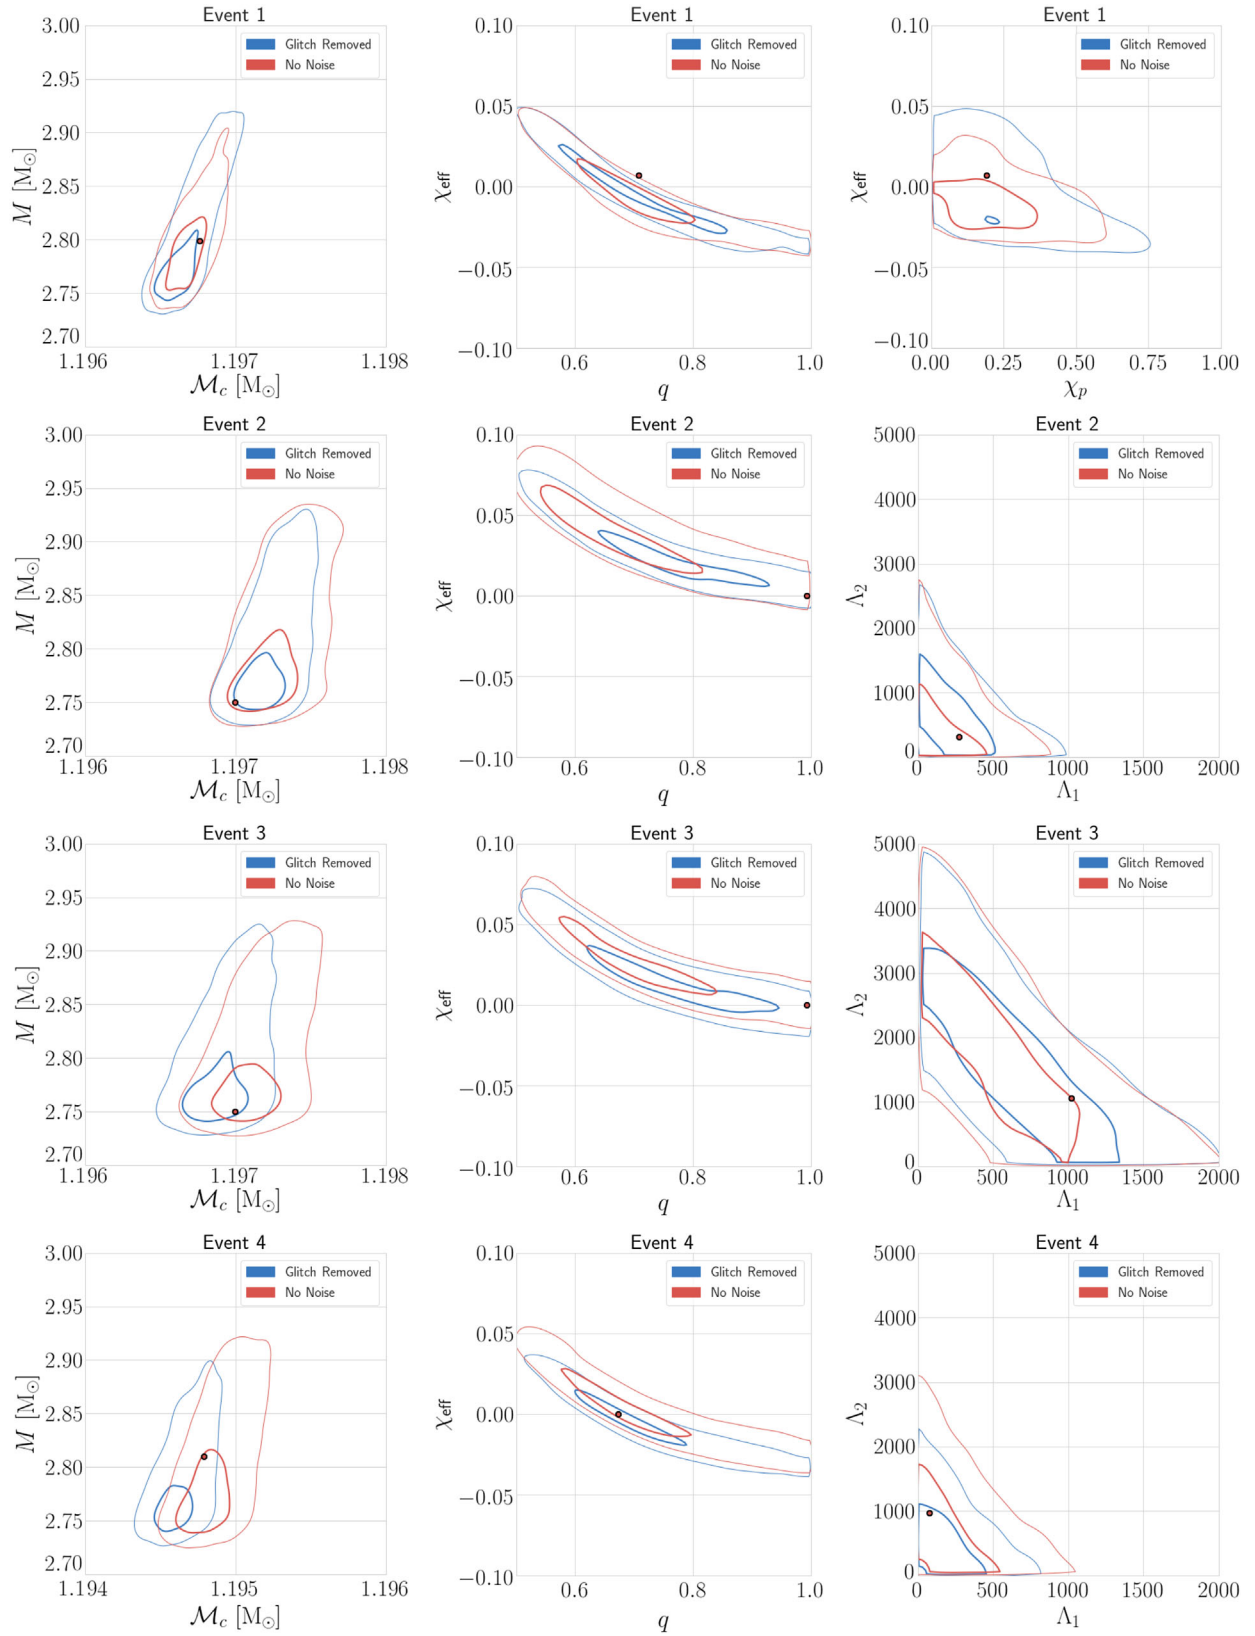 Event 1
3.00
2.95
2.90
2.85
2.80
2.75
2.70
M [M⊙]
Glitch Removed
No Noise
1.196 1.197 1.198
ℳc [M⊙]
Event 1
0.10
0.05
0.00
−0.05
−0.10
χeff
Glitch Removed
No Noise
0.6 0.8 1.0
q
Event 1
0.10
0.05
0.00
−0.05
−0.10
χeff
Glitch Removed
No Noise
0.00 0.25 0.50 0.75 1.00
χp
Event 2
3.00
2.95
2.90
2.85
2.80
2.75
2.70
M [M⊙]
Glitch Removed
No Noise
1.196 1.197 1.198
ℳc [M⊙]
Event 2
0.10
0.05
0.00
−0.05
−0.10
χeff
Glitch Removed
No Noise
0.6 0.8 1.0
q
Event 2
5000
4000
3000
2000
1000
0
Λ2
Glitch Removed
No Noise
0 500 1000 1500 2000
Λ1
Event 3
3.00
2.95
2.90
2.85
2.80
2.75
2.70
M [M⊙]
Glitch Removed
No Noise
1.196 1.197 1.198
ℳc [M⊙]
Event 3
0.10
0.05
0.00
−0.05
−0.10
χeff
Glitch Removed
No Noise
0.6 0.8 1.0
q
Event 3
5000
4000
3000
2000
1000
0
Λ2
Glitch Removed
No Noise
0 500 1000 1500 2000
Λ1
Event 4
3.00
2.95
2.90
2.85
2.80
2.75
2.70
M [M⊙]
Glitch Removed
No Noise
1.194 1.195 1.196
ℳc [M⊙]
Event 4
0.10
0.05
0.00
−0.05
−0.10
χeff
Glitch Removed
No Noise
0.6 0.8 1.0
q
Event 4
5000
4000
3000
2000
1000
0
Λ2
Glitch Removed
No Noise
0 500 1000 1500 2000
Λ1